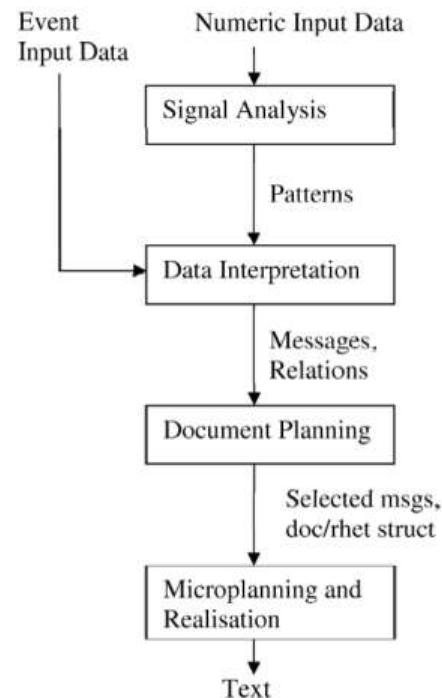 Event
Input Data
Numeric Input Data
Signal Analysis
Patterns
Data Interpretation
Messages,
Relations
Document Planning
Selected msgs,
doc/rhet struct
Microplanning and
Realisation
Text